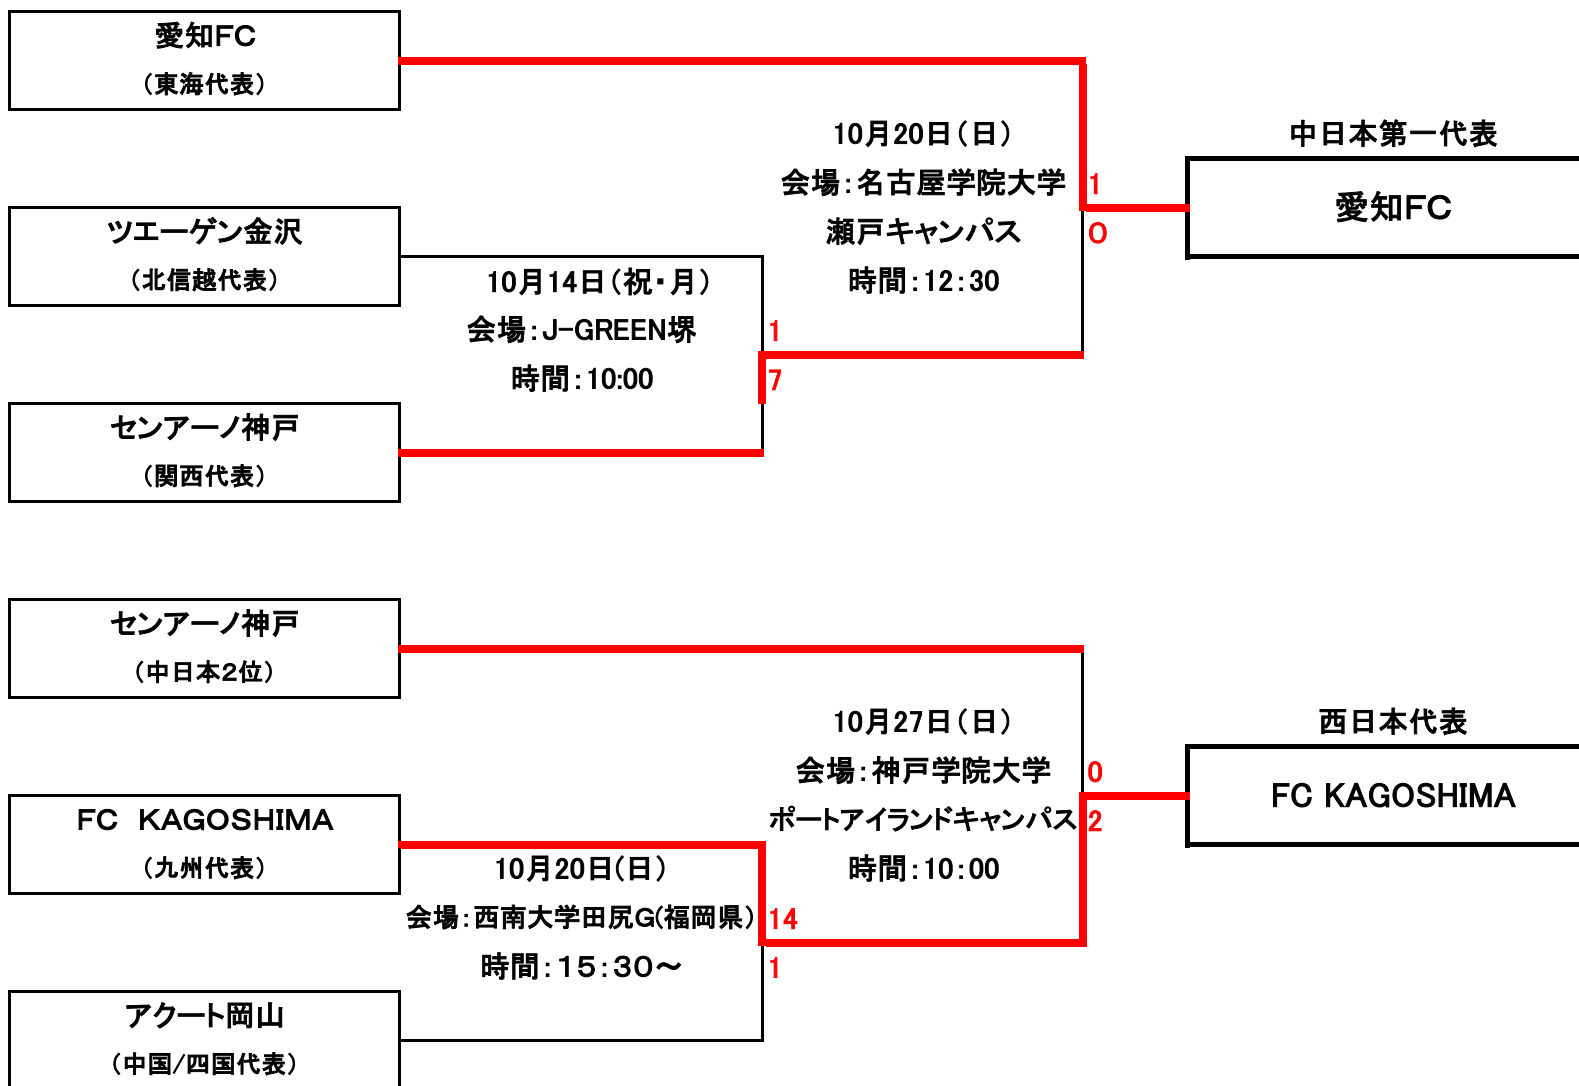 愛知FC
（東海代表）
10月20日（日）
中日本第一代表
会場：名古屋学院大学
1
愛知FC
ツエーゲン金沢
瀬戸キャンパス
0
（北信越代表）
10月14日（祝・月）
時間：12：30
会場：J-GREEN堺
1
時間：10:00
7
センアーノ神戸
（関西代表）
センアーノ神戸
（中日本２位）
10月27日（日）
西日本代表
会場：神戸学院大学
0
FC KAGOSHIMA
FC　KAGOSHIMA
ポートアイランドキャンパス
2
（九州代表）
10月20日（日）
時間：10：00
会場：西南大学田尻G(福岡県）
14
時間：１５：３０～
1
アクート岡山
（中国/四国代表）